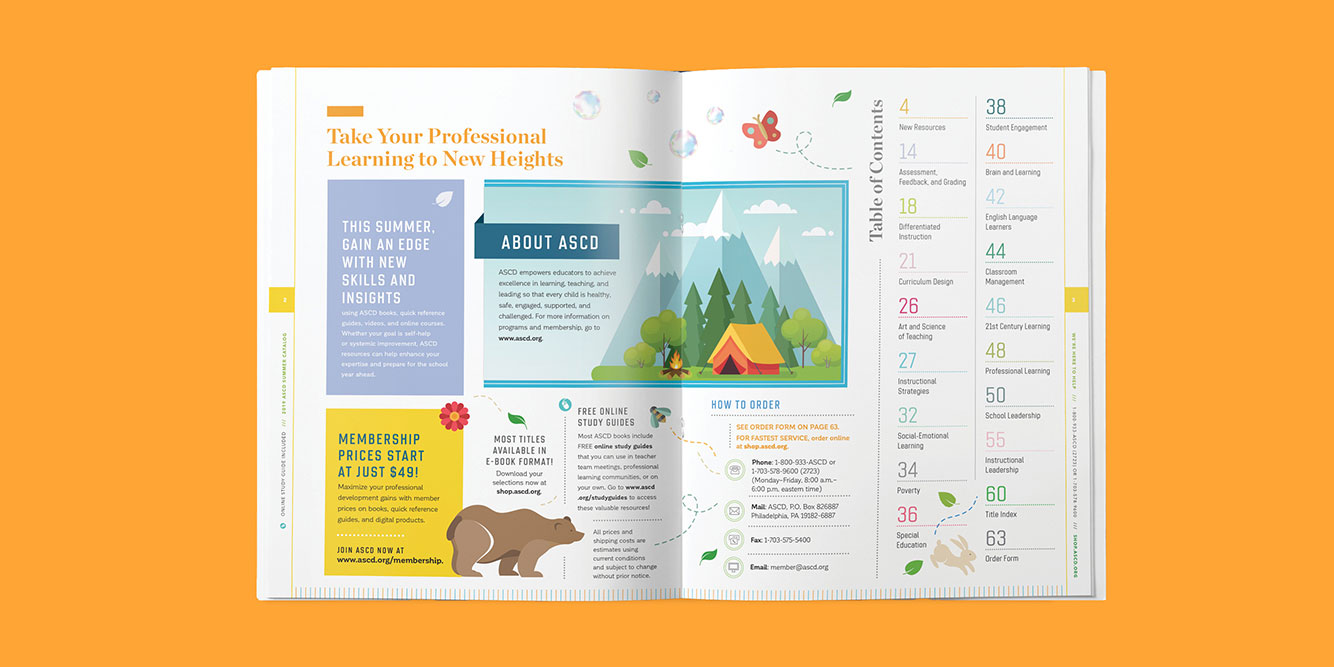 Take Your Professional
Learning to New Heights
THIS SUMMER,
GAIN AN EDGE
WITH NEW
SKILLS AND
INSIGHTS
using ASCD books, quick reference
guides, videos, and online courses.
Whether your goal is self-help
or systemic improvement, ASCD
resources can help enhance your
expertise and prepare for the school
year ahead.
ABOUT ASCD
ASCD empowers educators to achieve
excellence in learning, teaching, and
leading so that every child is healthy,
safe, engaged, supported, and
challenged. For more information on
programs and membership, go to
www.ascd.org.
MEMBERSHIP
PRICES START
AT JUST $49!
Maximize your professional
development gains with member
prices on books, quick reference
guides, and digital products.
JOIN ASCD NOW AT
www.ascd.org/membership.
MOST TITLES
AVAILABLE IN
E-BOOK FORMAT!
Download your
selections now at
shop.ascd.org.
FREE ONLINE
STUDY GUIDES
Most ASCD books include
FREE online study guides
that you can use in teacher
team meetings, professional
learning communities, or on
your own. Go to www.ascd
.org/studyguides to access
these valuable resources!
All prices and
shipping costs are
estimates using
current conditions
and subject to change
without prior notice.
2
ONLINE STUDY GUIDE INCLUDED /// 2019 ASCD SUMMER CATALOG
HOW TO ORDER
SEE ORDER FORM ON PAGE 63.
FOR FASTEST SERVICE, order online
at shop.ascd.org.
Phone: 1-800-933-ASCD or
1-703-578-9600 (2723)
(Monday–Friday, 8:00 a.m.–
6:00 p.m. eastern time)
Mail: ASCD, P.O. Box 826887
Philadelphia, PA 19182-6887
Fax: 1-703-575-5400
Email: member@ascd.org
Table of Contents
4
New Resources
14
Assessment,
Feedback, and Grading
18
Differentiated
Instruction
21
Curriculum Design
26
Art and Science
of Teaching
27
Instructional
Strategies
32
Social-Emotional
Learning
34
Poverty
36
Special
Education
38
Student Engagement
40
Brain and Learning
42
English Language
Learners
44
Classroom
Management
46
21st Century Learning
48
Professional Learning
50
School Leadership
55
Instructional
Leadership
60
Title Index
63
Order Form
3
WE'RE HERE TO HELP /// 1-800-933-ASCD (2723) OR 1-703-578-9600 /// SHOP.ASCD.ORG